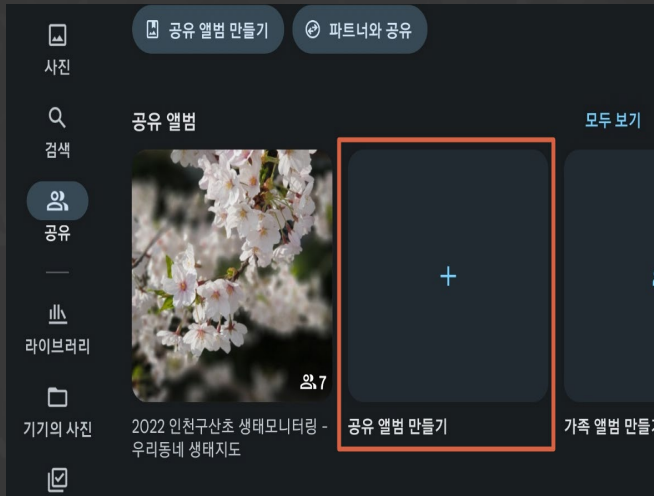 공유 앨범 만들기
파트너와 공유
사진
검색
공유
라이브러리
기기의 사진
공유 앨범
모두 보기
7
2022 인천구산초 생태모니터링 -
우리동네 생태지도
공유 앨범 만들기
가족 앨범 만들